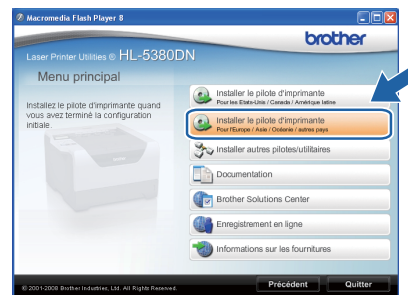 Macromedia Flash Player 8
brother
Laser Printer Utilities © HL-5380DN
Menu principal
Installez le pilote d'imprimante quand
vous avez terminé la configuration
initiale.
Installer le pilote d'imprimante
Pour les Etats-Unis / Canada / Amérique latine
Installer le pilote d'imprimante
Pour l'Europe / Asie / Océanie / autres pays
Installer autres pilotes/utilitaires
Documentation
Brother Solutions Center
Enregistrement en ligne
Informations sur les fournitures
© 2001-2008 Brother Industries, Ltd. All Rights Reserved.
Précédent
Quitter